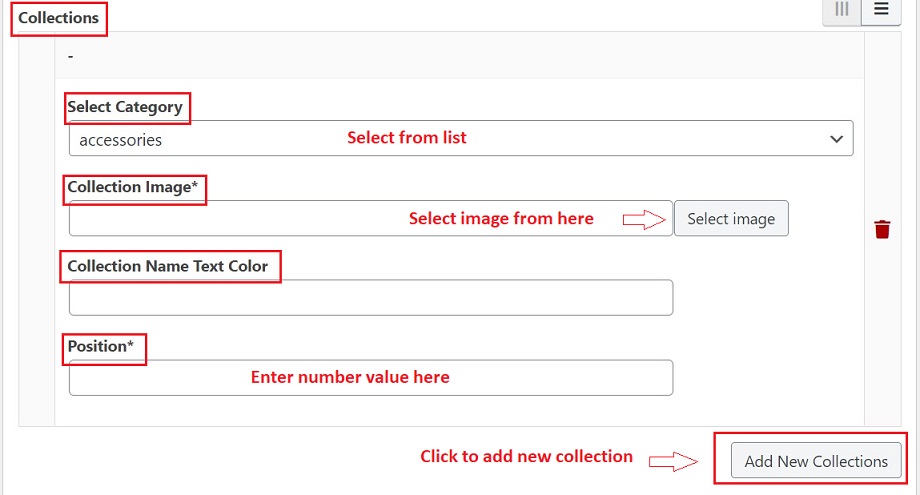 Collections
-
Select Category
accessories
Select from list
Collection Image*
Select image from here
Select image
Collection Name Text Color
Position*
Enter number value here
Click to add new collection
Add New Collections